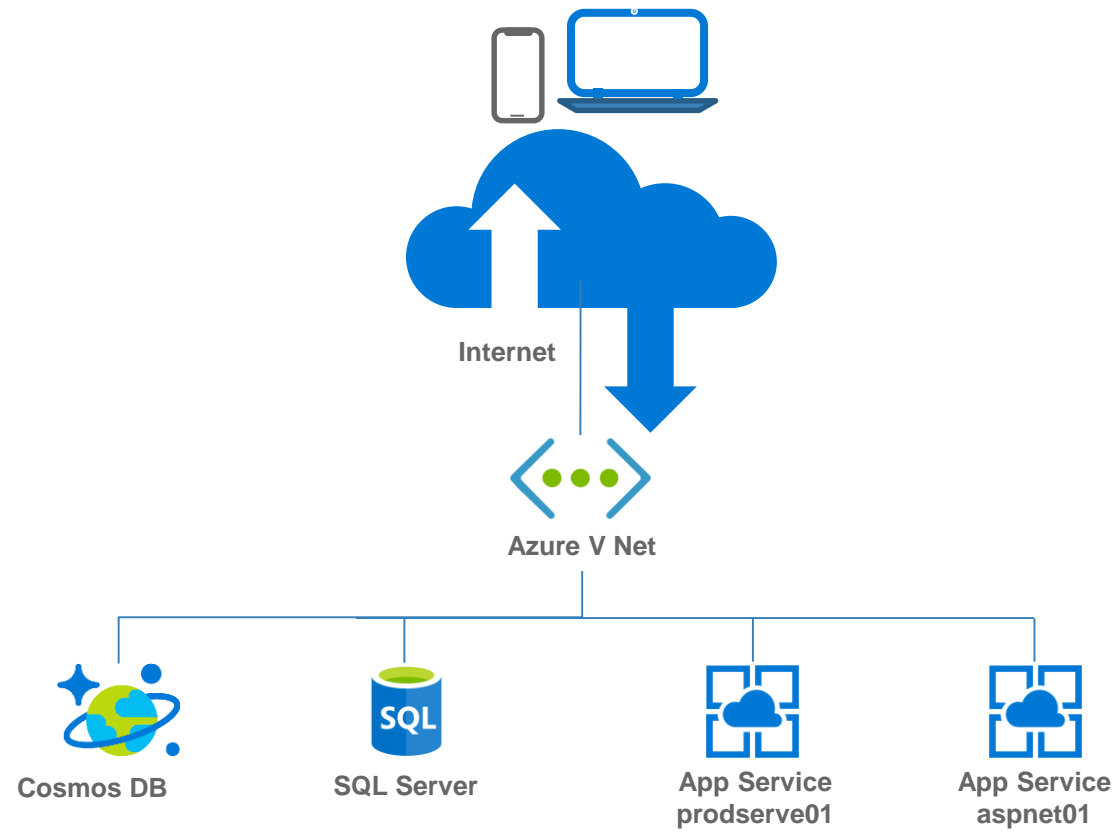 Internet
Azure V Net
SQL
Cosmos DB
SQL Server
App Service
prodserve01
App Service
aspnet01